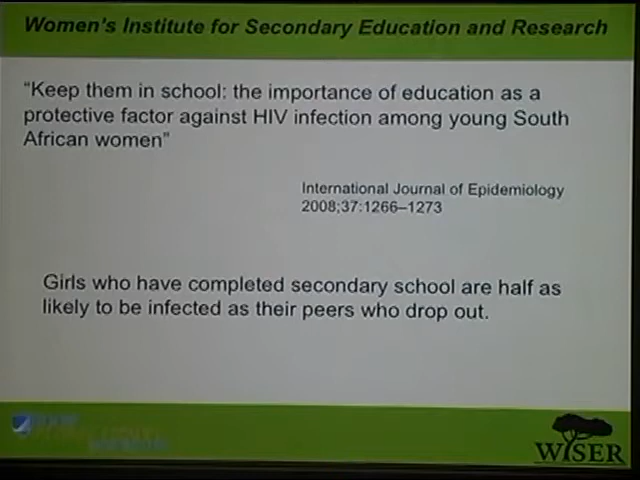 Women's Institute for Secondary Education and Research
"Keep them in school: the importance of education as a
protective factor against HIV infection among young South
African women"
International Journal of Epidemiology
2008;37:1266–1273
Girls who have completed secondary school are half as
likely to be infected as their peers who drop out.
WISER